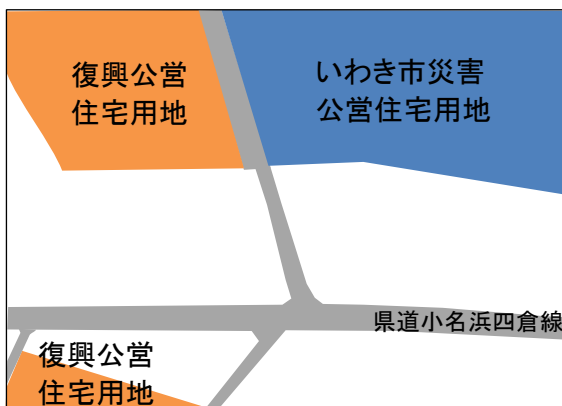 復興公営
住宅用地
いわき市災害
公営住宅用地
県道小名浜四倉線
復興公営
住宅用地